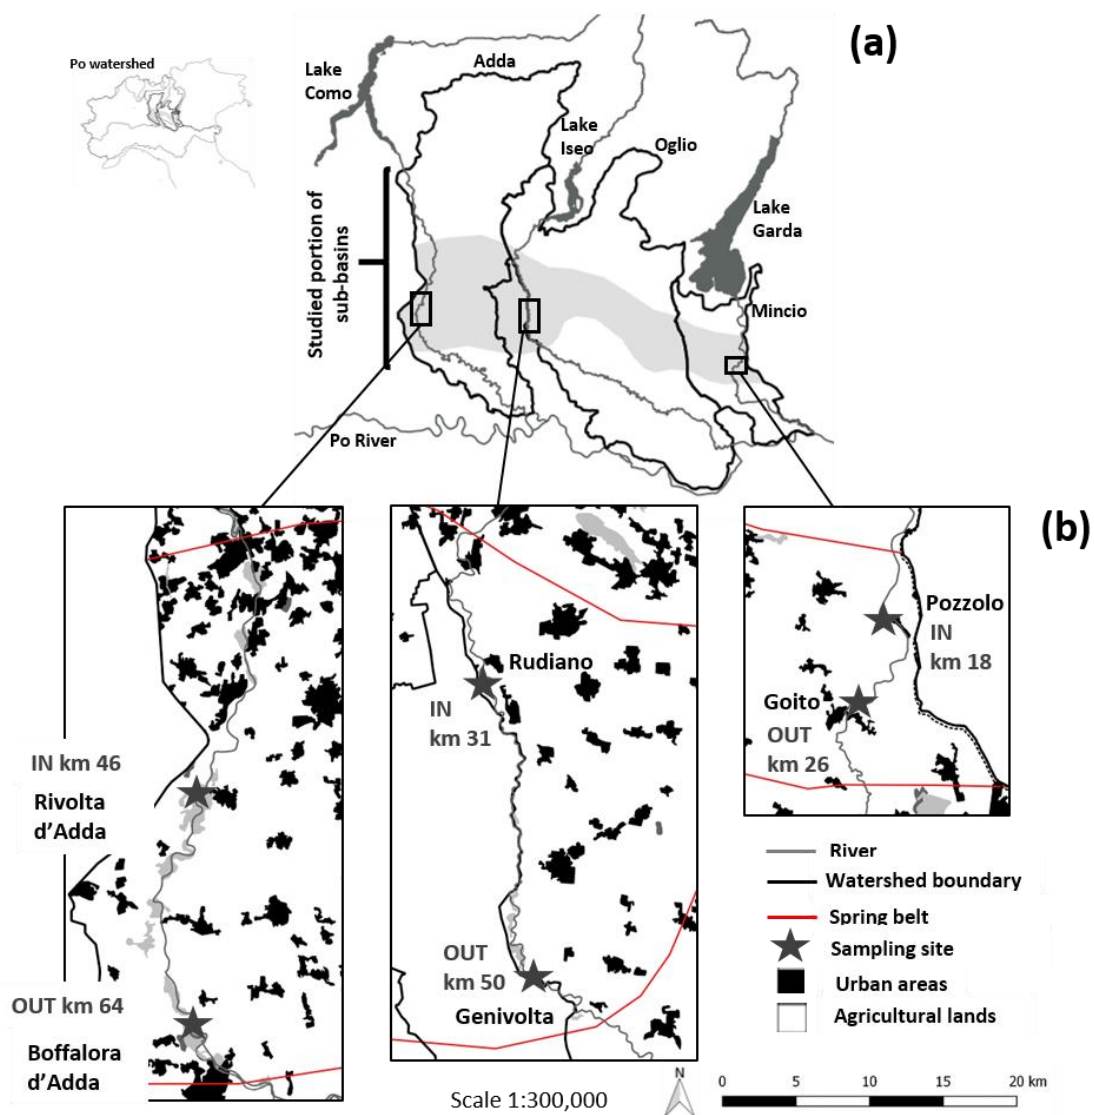 (a)
Po watershed
Lake
Como
Adda
Lake
Iseo
Oglio
Lake
Garda
Mincio
Studied portion of
sub-basins
Po River
(b)
IN km 46
Rivolta
d'Adda
OUT km 64
Boffalora
d'Adda
Rudiano
IN
km 31
OUT
km 50
Genivolta
Pozzolo
IN
km 18
Goito
OUT
km 26
River
Watershed boundary
Spring belt
Sampling site
Urban areas
Agricultural lands
Scale 1:300,000
N
0 5 10 15 20 km